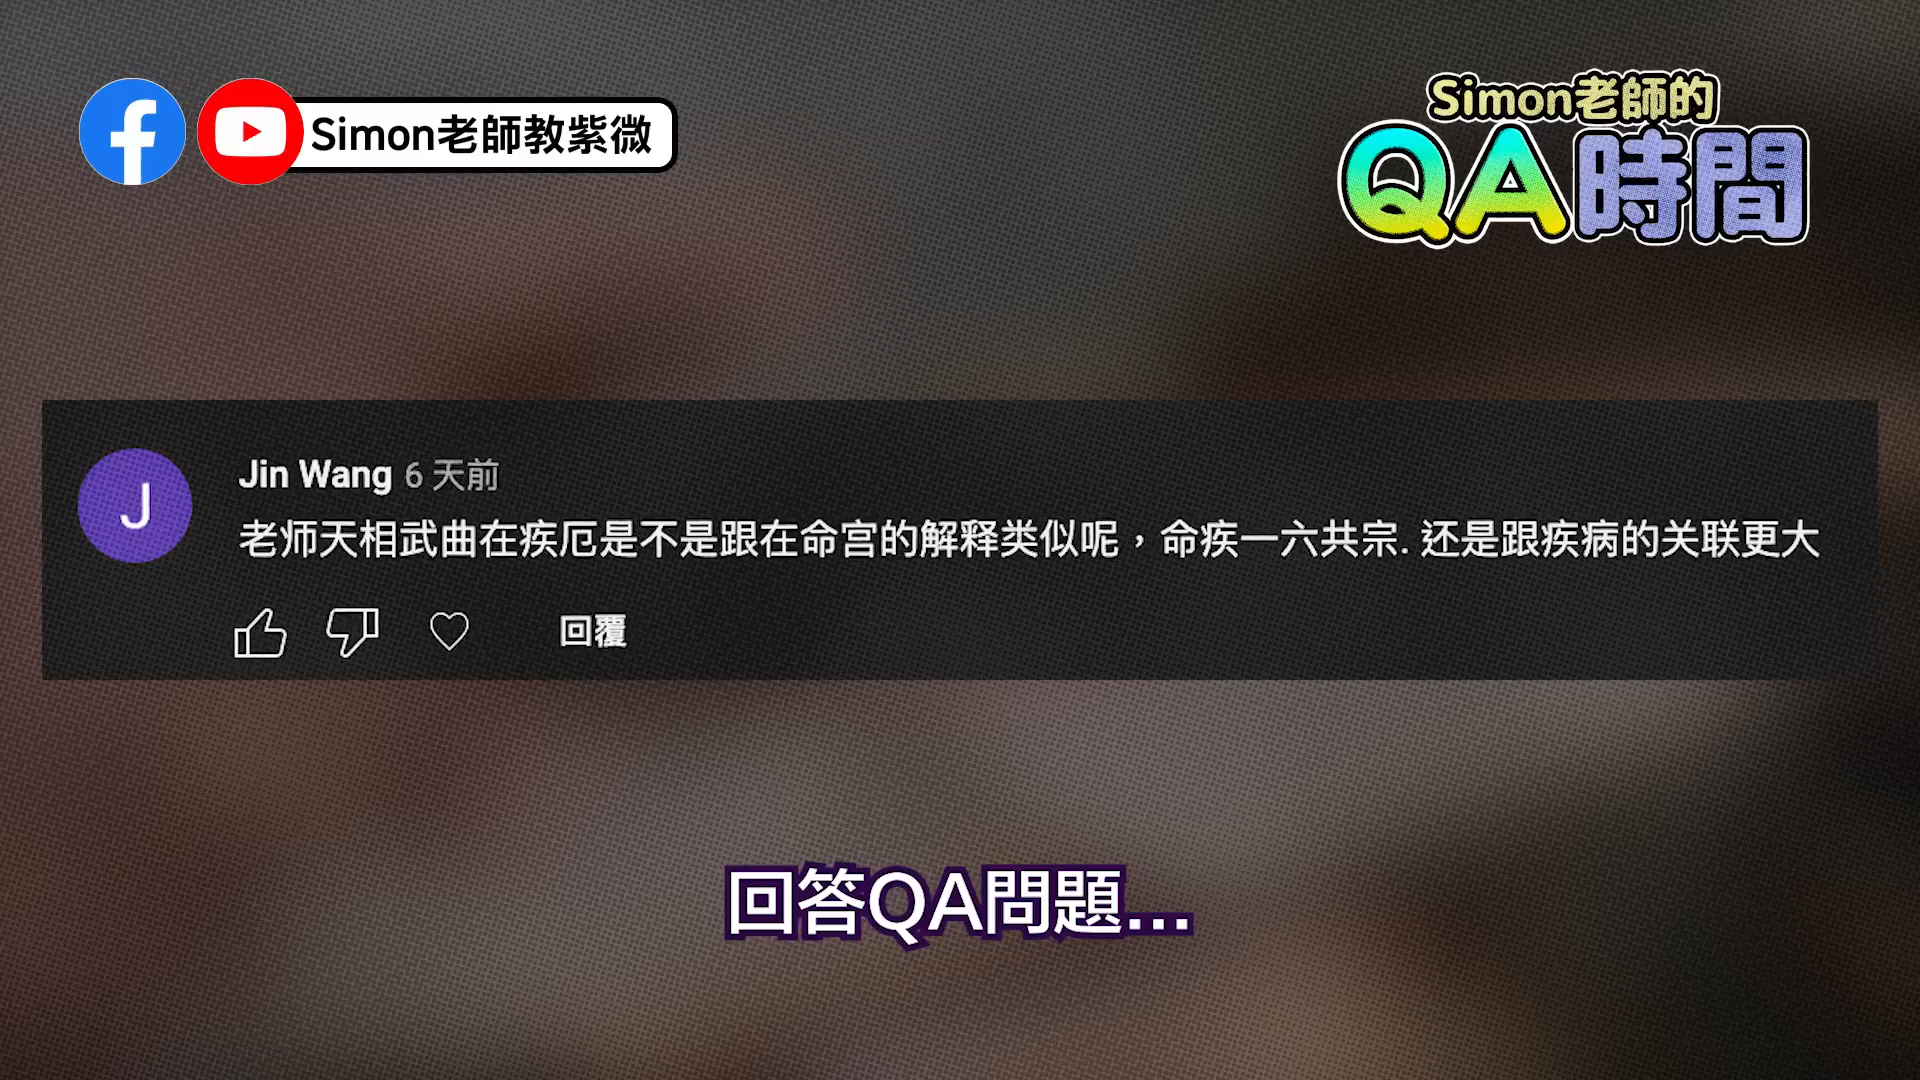 Simon老師教紫微
Simon老師的
QA時間
Jin Wang 6 天前
老师天相武曲在疾厄是不是跟在命宫的解释类似呢，命疾一六共宗. 还是跟疾病的关联更大
回覆
回答QA問題...
J